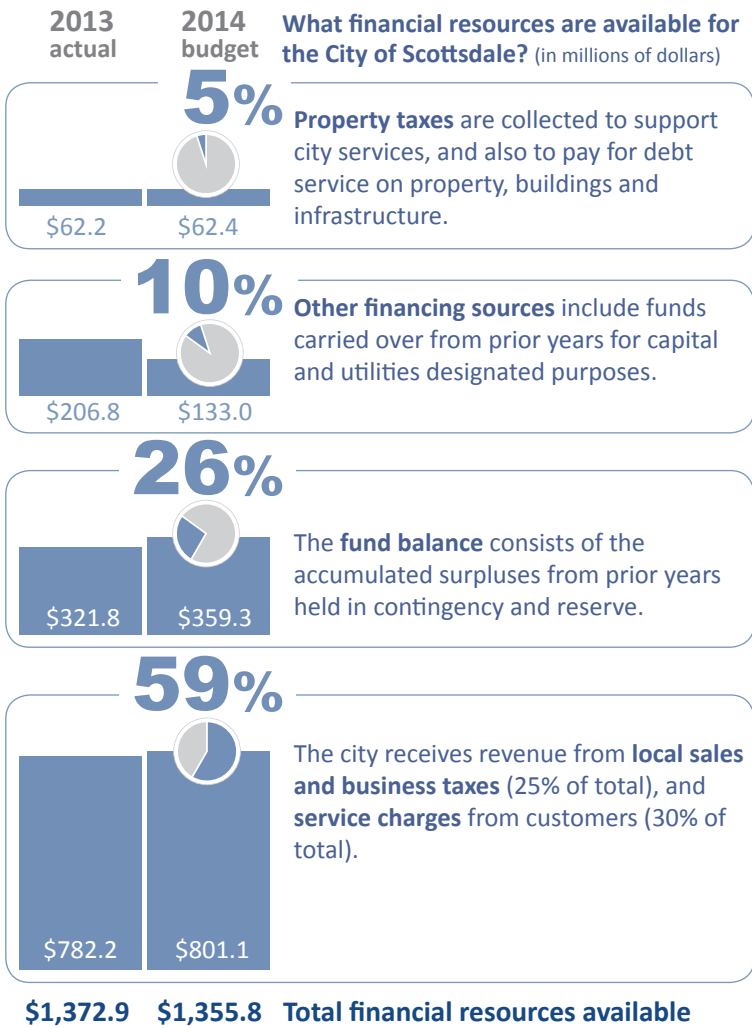 2013 actual
2014 budget
What financial resources are available for
the City of Scottsdale? (in millions of dollars)
5%
Property taxes are collected to support
city services, and also to pay for debt
service on property, buildings and
infrastructure.
$62.2 $62.4
10%
Other financing sources include funds
carried over from prior years for capital
and utilities designated purposes.
$206.8 $133.0
26%
The fund balance consists of the
accumulated surpluses from prior years
held in contingency and reserve.
$321.8 $359.3
59%
The city receives revenue from local sales
and business taxes (25% of total), and
service charges from customers (30% of
total).
$782.2 $801.1
$1,372.9 $1,355.8 Total financial resources available